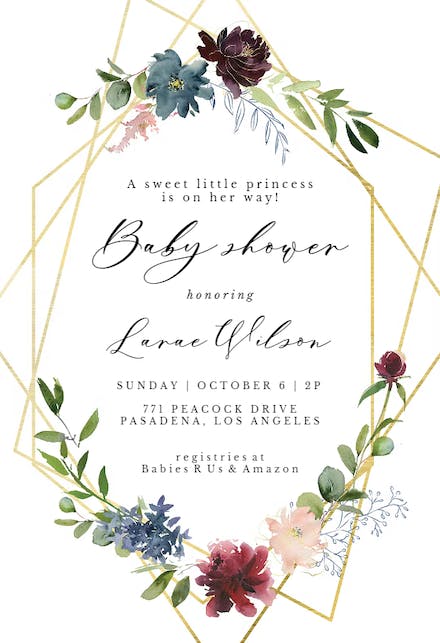 A sweet little princess
is on her way!
Baby shower
honoring
Larae Wilson
SUNDAY | OCTOBER 6 | 2P
771 PEACOCK DRIVE
PASADENA, LOS ANGELES
registries at
Babies R Us & Amazon